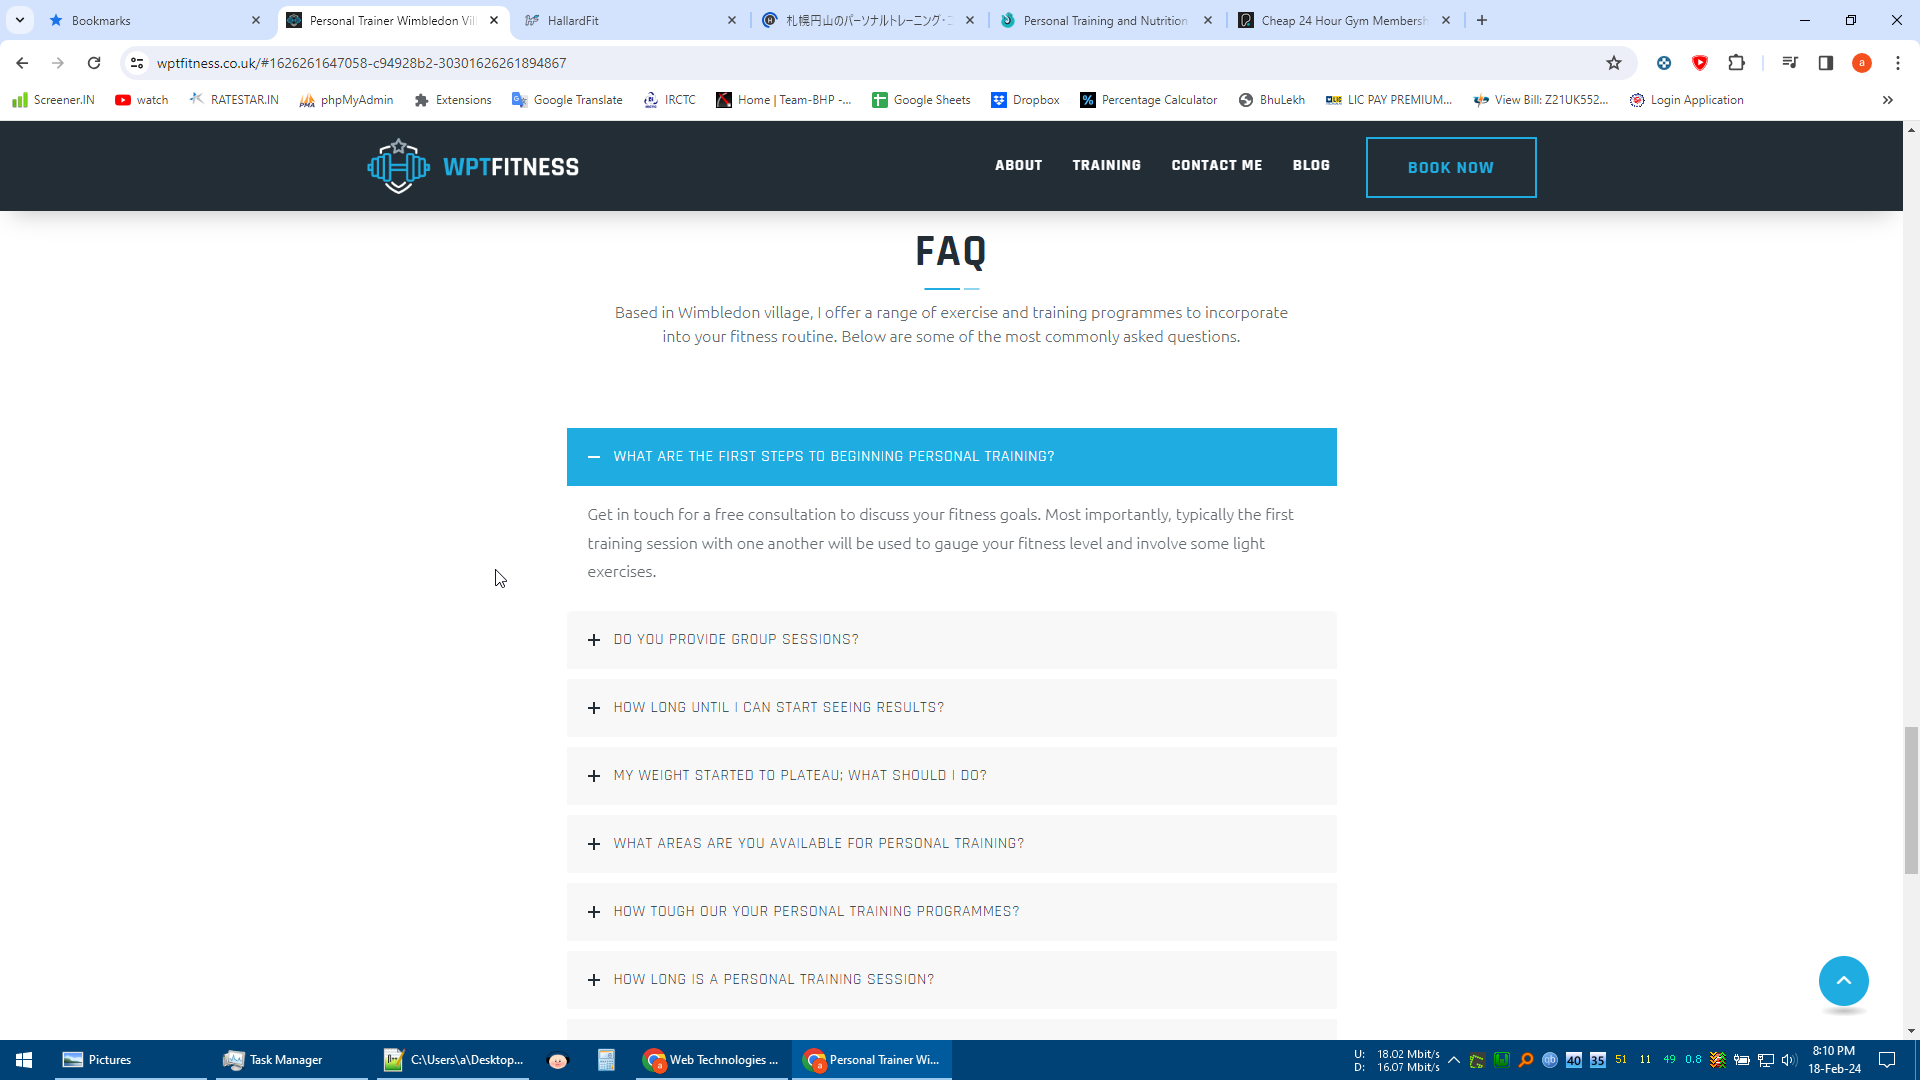 Bookmarks
Personal Trainer Wimbledon Vil
HallardFit
札幌円山のパーソナルトレーニング・
Personal Training and Nutrition
Cheap 24 Hour Gym Membersh
wptfitness.co.uk/#1626261647058-c94928b2-30301626261894867
a
Screener.IN
watch
RATESTAR.IN
phpMyAdmin
Extensions
Google Translate
IRCTC
Home | Team-BHP -...
Google Sheets
Dropbox
Percentage Calculator
BhuLekh
LIC PAY PREMIUM...
View Bill: Z21UK552...
Login Application
WPTFITNESS
ABOUT
TRAINING
CONTACT ME
BLOG
BOOK NOW
FAQ
Based in Wimbledon village, I offer a range of exercise and training programmes to incorporate
into your fitness routine. Below are some of the most commonly asked questions.
WHAT ARE THE FIRST STEPS TO BEGINNING PERSONAL TRAINING?
Get in touch for a free consultation to discuss your fitness goals. Most importantly, typically the first
training session with one another will be used to gauge your fitness level and involve some light
exercises.
DO YOU PROVIDE GROUP SESSIONS?
HOW LONG UNTIL I CAN START SEEING RESULTS?
MY WEIGHT STARTED TO PLATEAU; WHAT SHOULD I DO?
WHAT AREAS ARE YOU AVAILABLE FOR PERSONAL TRAINING?
HOW TOUGH OUR YOUR PERSONAL TRAINING PROGRAMMES?
HOW LONG IS A PERSONAL TRAINING SESSION?
Pictures
Task Manager
C:\Users\a\Desktop...
Web Technologies ...
Personal Trainer Wi...
U: 18.02 Mbit/s
D: 16.07 Mbit/s
40
35
51
11
49
0.8
8:10 PM
18-Feb-24